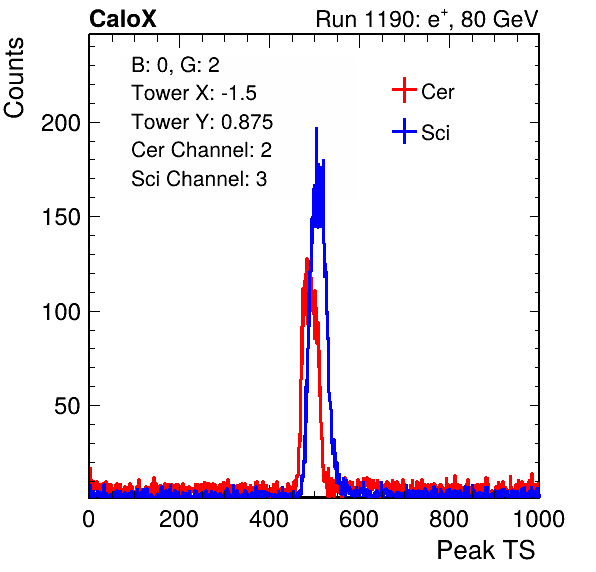 CaloX
Run 1190: e+, 80 GeV
Counts
B: 0, G: 2
Tower X: -1.5
Tower Y: 0.875
Cer Channel: 2
Sci Channel: 3
Cer
Sci
200
150
100
50
0 200 400 600 800 1000
Peak TS